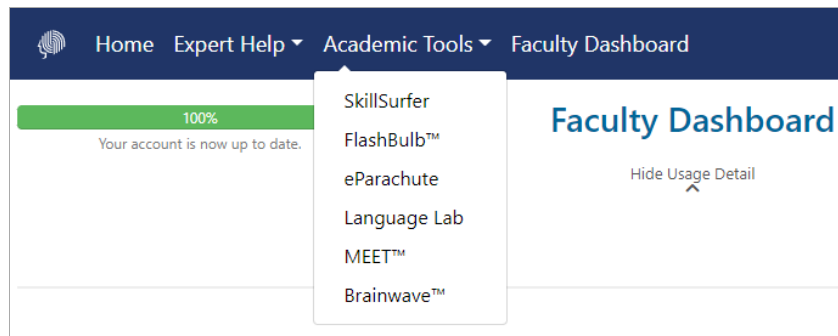 Home Expert Help Academic Tools Faculty Dashboard
SkillSurfer
FlashBulb™
eParachute
Language Lab
MEET™
Brainwave™
100%
Your account is now up to date.
Faculty Dashboard
Hide Usage Detail